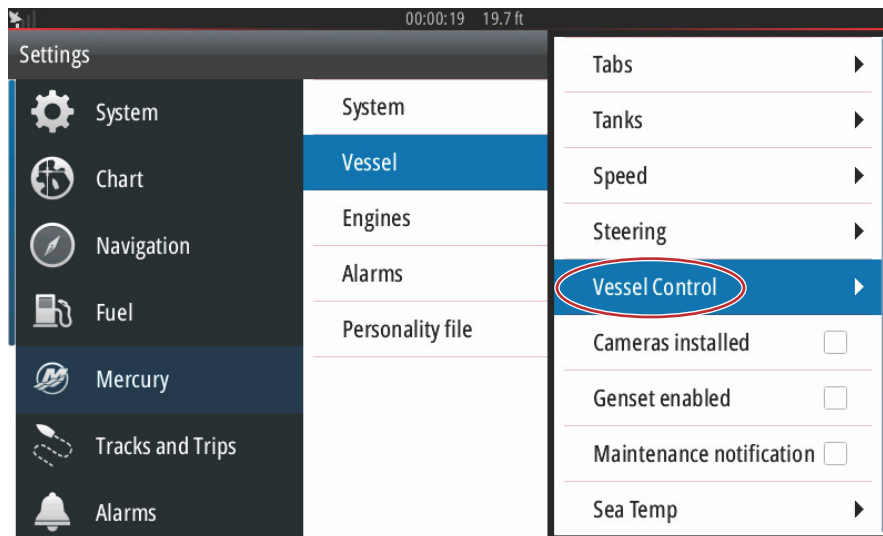 00:00:19 19.7 ft
Settings
System
Chart
Navigation
Fuel
Mercury
Tracks and Trips
Alarms
System
Vessel
Engines
Alarms
Personality file
Tabs
Tanks
Speed
Steering
Vessel Control
Cameras installed
Genset enabled
Maintenance notification
Sea Temp